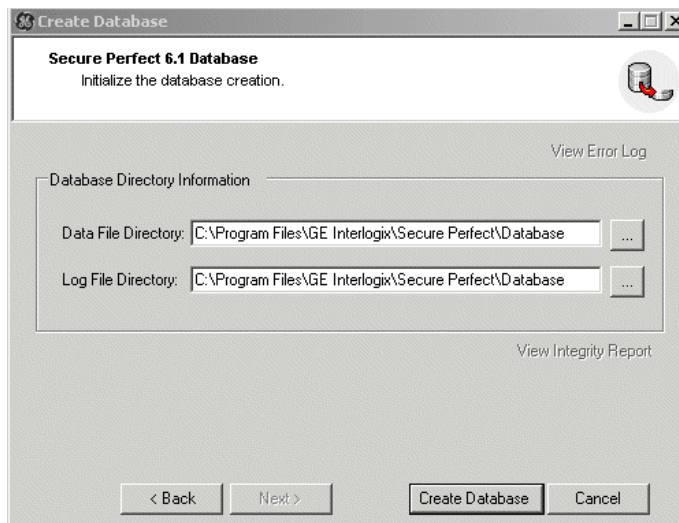 Create Database
Secure Perfect 6.1 Database
Initialize the database creation.
View Error Log
Database Directory Information
Data File Directory: C:\Program Files\GE Interlogix\Secure Perfect\Database ...
Log File Directory: C:\Program Files\GE Interlogix\Secure Perfect\Database ...
View Integrity Report
< Back Next > Create Database Cancel